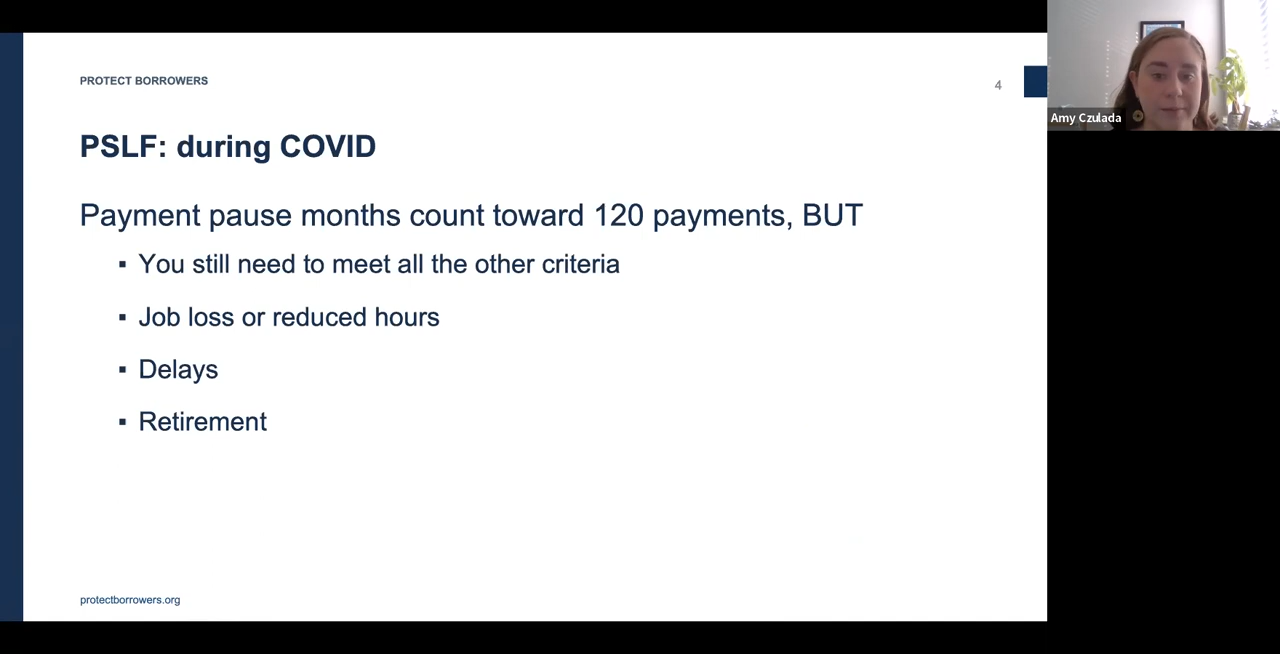 PROTECT BORROWERS
4
PSLF: during COVID
Payment pause months count toward 120 payments, BUT
▪ You still need to meet all the other criteria
▪ Job loss or reduced hours
▪ Delays
▪ Retirement
protectborrowers.org
Amy Czulada